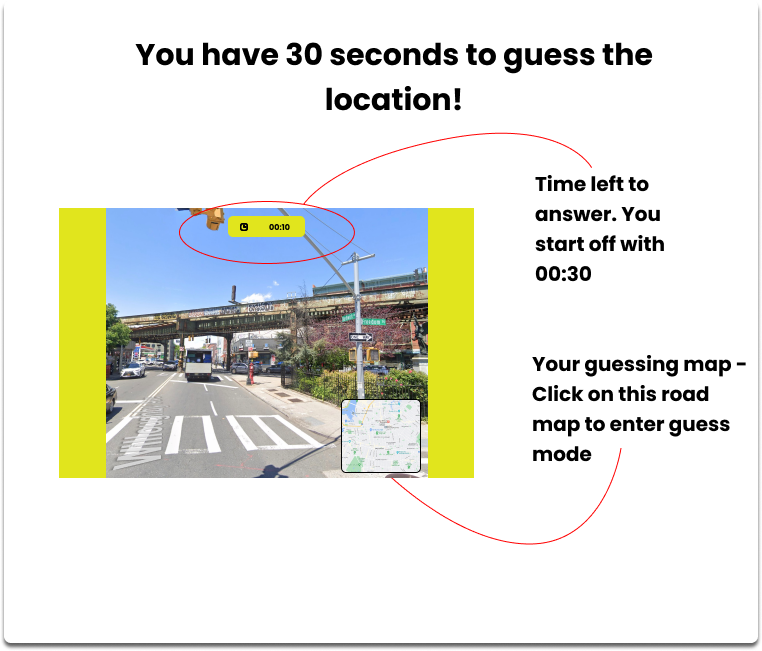 You have 30 seconds to guess the
location!
Time left to
answer. You
start off with
00:30
00:10
Your guessing map -
Click on this road
map to enter guess
mode